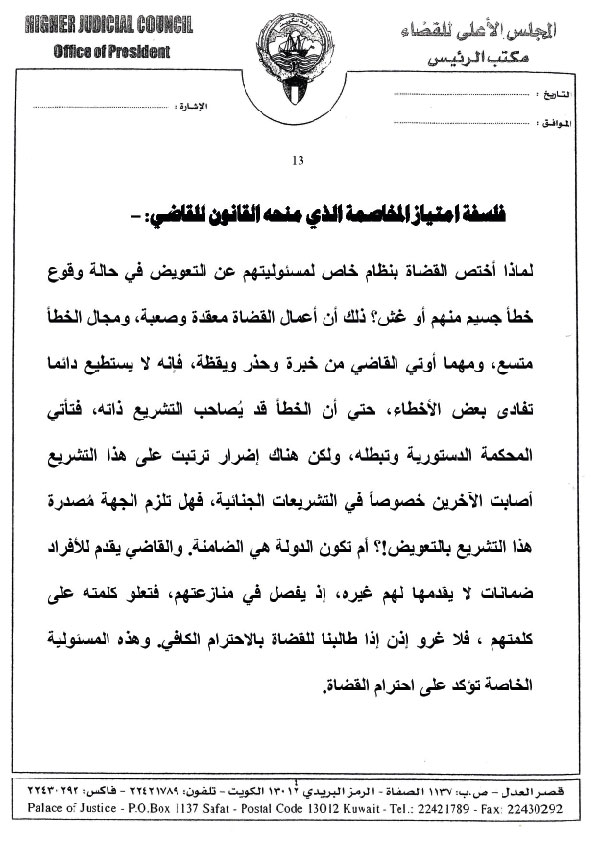 HIGHER JUDICIAL COUNCIL
Office of President
المجلس الأعلى للقضاء
مكتب الرئيس
التاريخ :
الموافق :
الإشارة :
13
فلسفة امتياز المخاصمة الذي منحه القانون للقاضي: -
لماذا أختص القضاة بنظام خاص لمسئوليتهم عن التعويض في حالة وقوع
خطأ جسيم منهم أو غش؟ ذلك أن أعمال القضاة معقدة وصعبة، ومجال الخطأ
متسع، ومهما أوتي القاضي من خبرة وحذر ويقظة، فإنه لا يستطيع دائما
تفادى بعض الأخطاء، حتي أن الخطأ قد يُصاحب التشريع ذاته، فتأتي
المحكمة الدستورية وتبطله، ولكن هناك إضرار ترتبت على هذا التشريع
أصابت الآخرين خصوصاً في التشريعات الجنائية، فهل تلزم الجهة مُصدرة
هذا التشريع بالتعويض!؟ أم تكون الدولة هي الضامنة. والقاضي يقدم للأفراد
ضمانات لا يقدمها لهم غيره، إذ يفصل في منازعتهم، فتعلو كلمته على
كلمتهم ، فلا غرو إذن إذا طالبنا للقضاة بالاحترام الكافي. وهذه المسئولية
الخاصة تؤكد على احترام القضاة.
قصر العدل - ص.ب: ١١٣٧ الصفاة - الرمز البريدي ١٣٠١٢ الكويت - تلفون: ٢٢٤٢١٧٨٩ - فاكس: ٢٢٤٣٠٢٩٢
Palace of Justice - P.O.Box 1137 Safat - Postal Code 13012 Kuwait - Tel.: 22421789 - Fax: 22430292